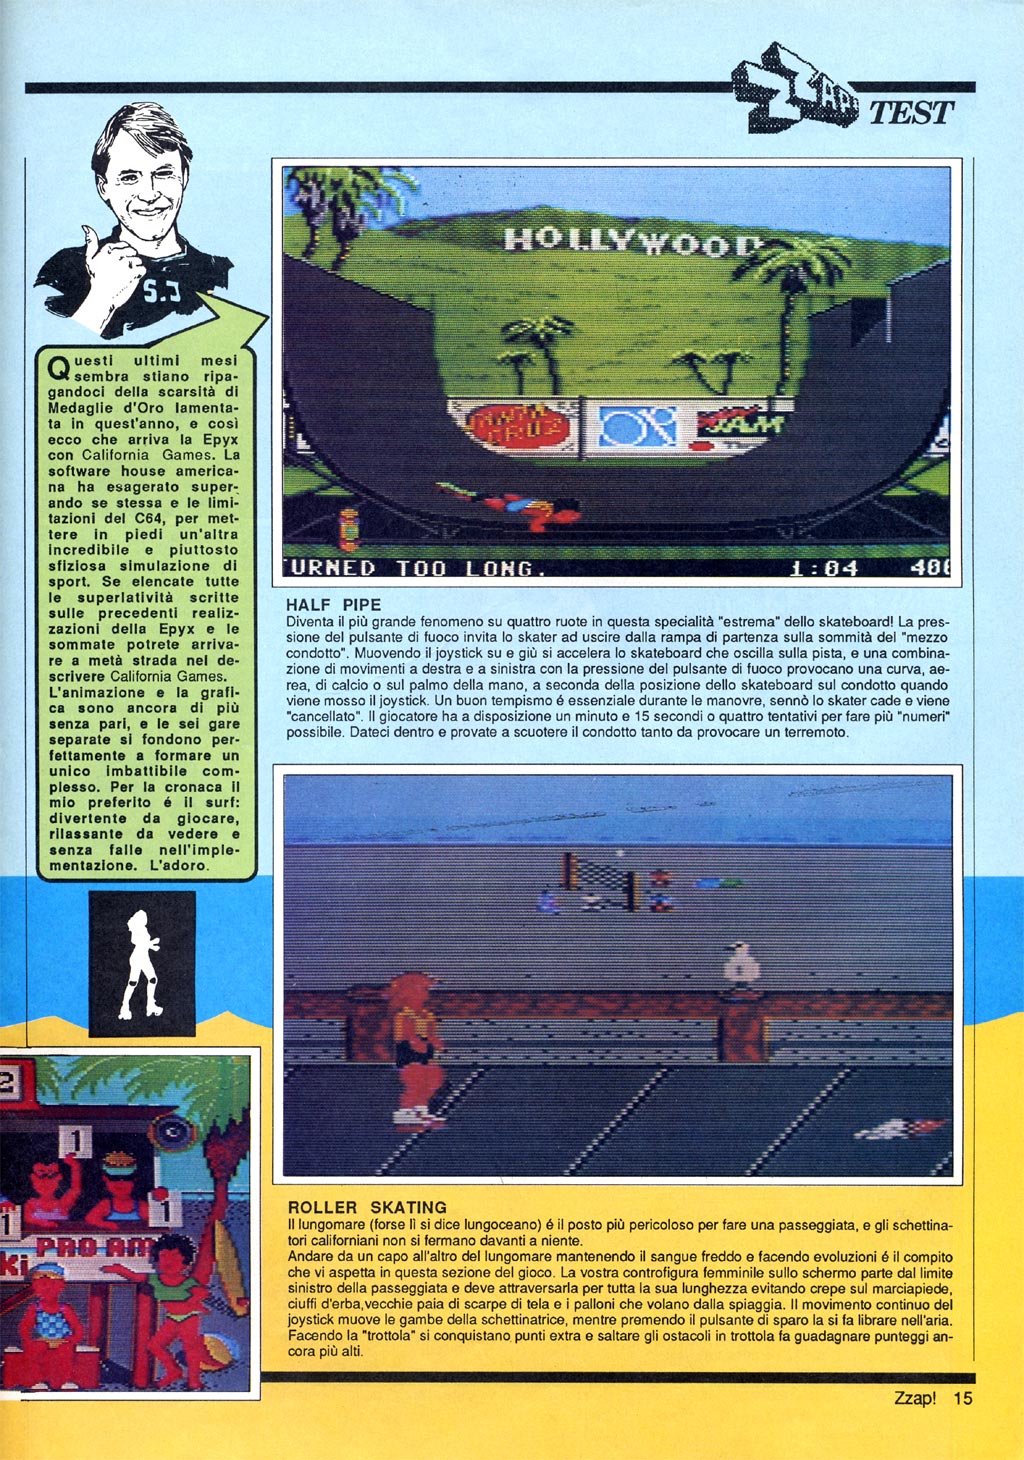 ZZAP! TEST
S.J
Questi ultimi mesi
sembra stiano ripa-
gandoci della scarsità di
Medaglie d'Oro lamenta-
ta in quest'anno, e così
ecco che arriva la Epyx
con California Games. La
software house america-
na ha esagerato super-
ando se stessa e le limi-
tazioni del C64, per met-
tere in piedi un'altra
incredibile e piuttosto
sfiziosa simulazione di
sport. Se elencate tutte
le superlatività scritte
sulle precedenti realiz-
zazioni della Epyx e le
sommate potrete arriva-
re a metà strada nel de-
scrivere California Games.
L'animazione e la grafi-
ca sono ancora di più
senza pari, e le sei gare
separate si fondono per-
fettamente a formare un
unico imbattibile com-
plesso. Per la cronaca il
mio preferito é il surf:
divertente da giocare,
rilassante da vedere e
senza falle nell'imple-
mentazione. L'adoro.
HOLLYWOOD
JAM
TURNED TOO LONG. 1:04 400
HALF PIPE
Diventa il più grande fenomeno su quattro ruote in questa specialità "estrema" dello skateboard! La pres-
sione del pulsante di fuoco invita lo skater ad uscire dalla rampa di partenza sulla sommità del "mezzo
condotto". Muovendo il joystick su e giù si accelera lo skateboard che oscilla sulla pista, e una combina-
zione di movimenti a destra e a sinistra con la pressione del pulsante di fuoco provocano una curva, ae-
rea, di calcio o sul palmo della mano, a seconda della posizione dello skateboard sul condotto quando
viene mosso il joystick. Un buon tempismo é essenziale durante le manovre, sennò lo skater cade e viene
"cancellato". Il giocatore ha a disposizione un minuto e 15 secondi o quattro tentativi per fare più "numeri"
possibile. Dateci dentro e provate a scuotere il condotto tanto da provocare un terremoto.
2
1
1
1
PRO AM
ki
ROLLER SKATING
Il lungomare (forse lì si dice lungoceano) é il posto più pericoloso per fare una passeggiata, e gli schettina-
tori californiani non si fermano davanti a niente.
Andare da un capo all'altro del lungomare mantenendo il sangue freddo e facendo evoluzioni é il compito
che vi aspetta in questa sezione del gioco. La vostra controfigura femminile sullo schermo parte dal limite
sinistro della passeggiata e deve attraversarla per tutta la sua lunghezza evitando crepe sul marciapiede,
ciuffi d'erba,vecchie paia di scarpe di tela e i palloni che volano dalla spiaggia. Il movimento continuo del
joystick muove le gambe della schettinatrice, mentre premendo il pulsante di sparo la si fa librare nell'aria.
Facendo la "trottola" si conquistano punti extra e saltare gli ostacoli in trottola fa guadagnare punteggi an-
cora più alti.
Zzap! 15